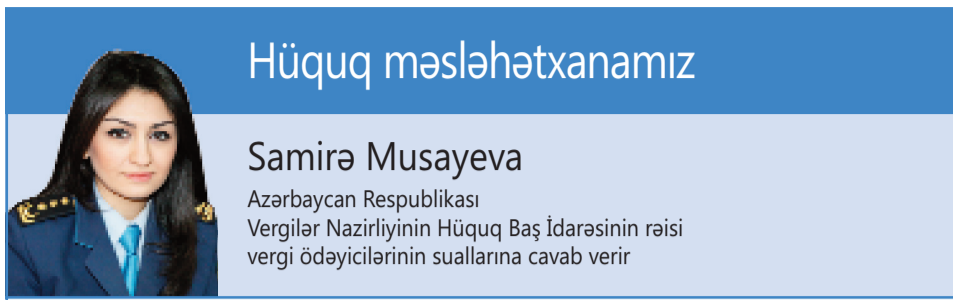 Hüquq məsləhətxanamız
Samirə Musayeva
Azərbaycan Respublikası
Vergilər Nazirliyinin Hüquq Baş İdarəsinin rəisi
vergi ödəyicilərinin suallarına cavab verir